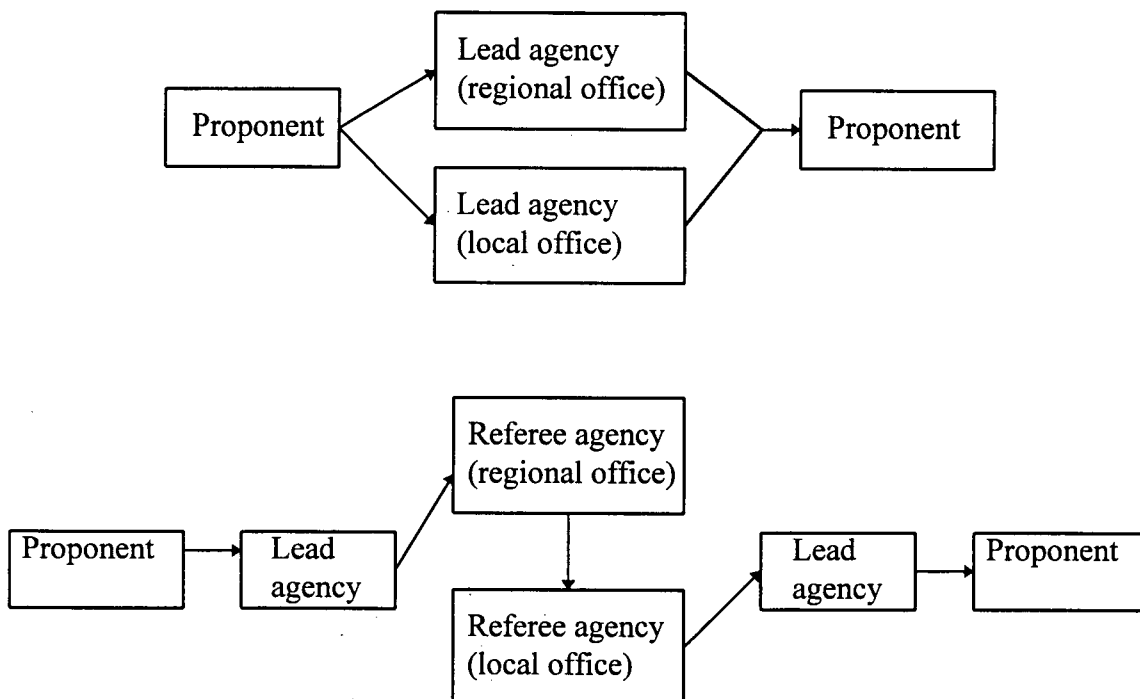 Lead agency
(regional office)
Proponent
Proponent
Lead agency
(local office)
Referee agency
(regional office)
Proponent
Lead
agency
Lead
agency
Proponent
Referee agency
(local office)